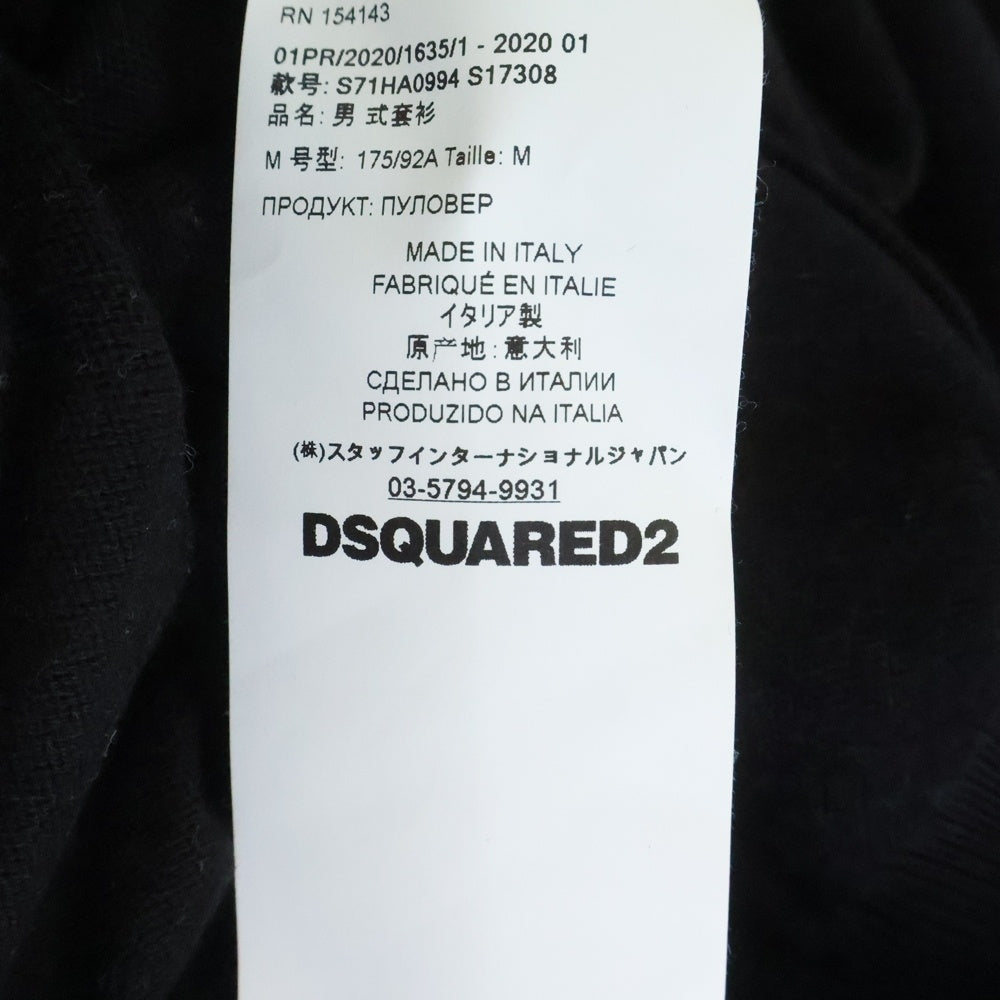 RN 154143
01PR/2020/1635/1 - 2020 01
款号: S71HA0994 S17308
品名: 男 式套衫
M 号型: 175/92A Taille: M
ПРОДУКТ: ПУЛОВЕР
MADE IN ITALY
FABRIQUÉ EN ITALIE
イタリア製
原产地: 意大利
СДЕЛАНО В ИТАЛИИ
PRODUZIDO NA ITALIA
(株)スタッフインターナショナルジャパン
03-5794-9931
DSQUARED2